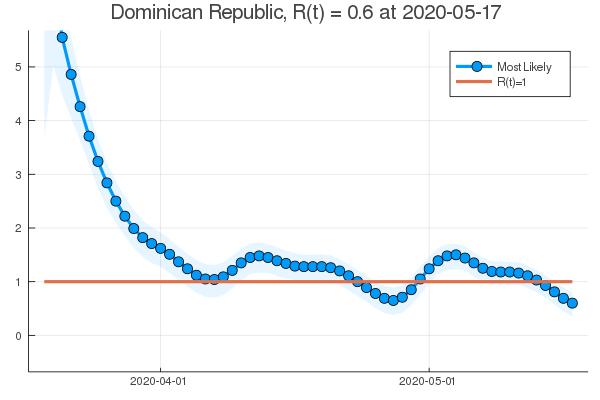 Dominican Republic, R(t) = 0.6 at 2020-05-17
Most Likely
R(t)=1
5
4
3
2
1
0
2020-04-01
2020-05-01